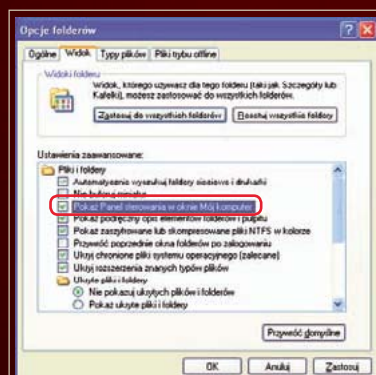 Opcje folderów
Ogólne Widok Typy plików Pliki trybu offline
Widoki folderu
Widok, którego używasz dla tego folderu (taki jak Szczegóły lub
Kafelki), możesz zastosować do wszystkich folderów.
Zastosuj do wszystkich folderów Resetuj wszystkie foldery
Ustawienia zaawansowane:
Pliki i foldery
Automatycznie wyszukuj foldery sieciowe i drukarki
Nie buforuj miniatur
Pokaż Panel sterowania w oknie Mój komputer
Pokaż podręczny opis elementów folderów i pulpitu
Pokaż zaszyfrowane lub skompresowane pliki NTFS w kolorze
Przywróć poprzednie okna folderów po zalogowaniu
Ukryj chronione pliki systemu operacyjnego (zalecane)
Ukryj rozszerzenia znanych typów plików
Ukryte pliki i foldery
Nie pokazuj ukrytych plików i folderów
Pokaż ukryte pliki i foldery
Przywróć domyślne
OK Anuluj Zastosuj